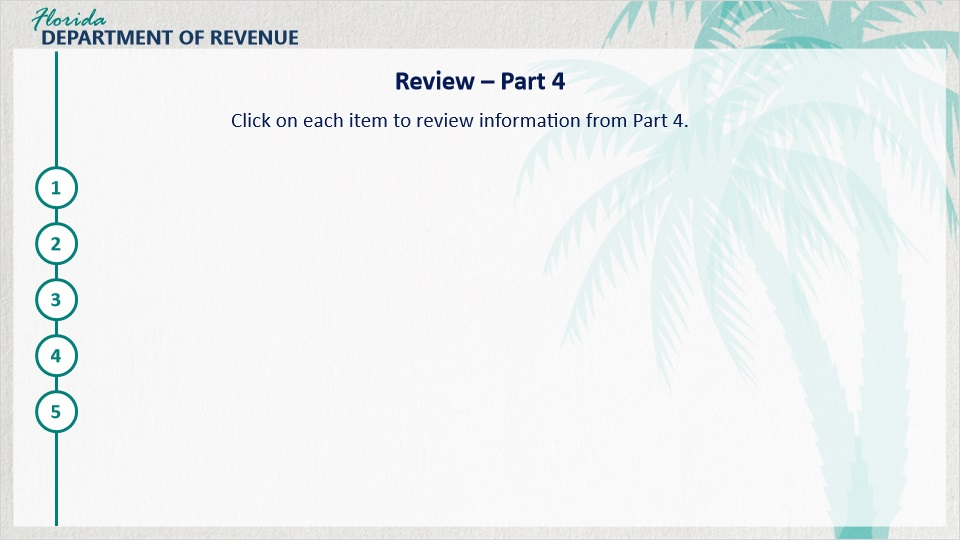 Florida
DEPARTMENT OF REVENUE
Review – Part 4
Click on each item to review information from Part 4.
1
2
3
4
5